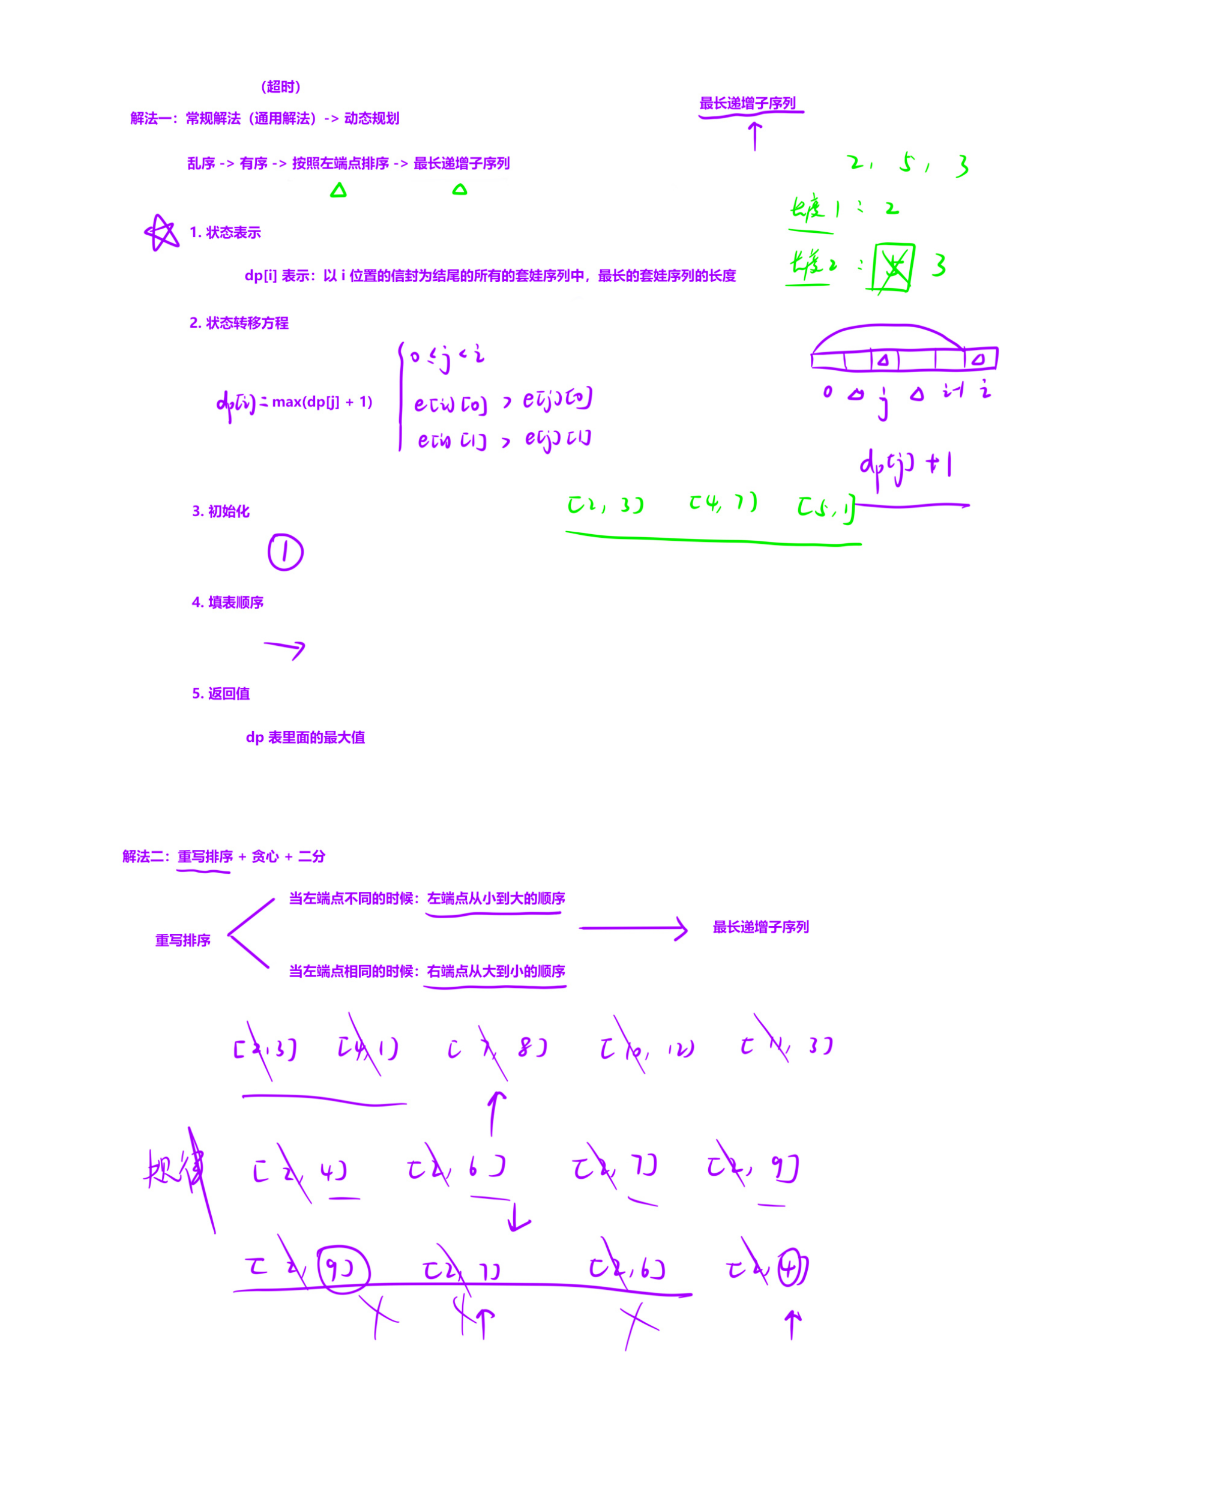 （超时）
解法一：常规解法（通用解法）-> 动态规划
最长递增子序列
乱序 -> 有序 -> 按照左端点排序 -> 最长递增子序列
2, 5, 3
长度1：2
1. 状态表示
长度2：5 3
dp[i] 表示：以 i 位置的信封为结尾的所有的套娃序列中，最长的套娃序列的长度
2. 状态转移方程
0 ≤ j < i
dp[i] = max(dp[j] + 1)
e[i][0] > e[j][0]
e[i][1] > e[j][1]
0 j i-1 i
dp[j] + 1
[2, 3] [4, 7] [5, 1]
3. 初始化
1
4. 填表顺序
5. 返回值
dp 表里面的最大值
解法二：重写排序 + 贪心 + 二分
当左端点不同的时候：左端点从小到大的顺序
重写排序
最长递增子序列
当左端点相同的时候：右端点从大到小的顺序
[2,3] [4,1] [7, 8] [10, 12] [11, 3]
规律 [2, 4] [2, 6] [2, 7] [2, 9]
[2, 9] [2, 7] [2, 6] [2, 4]